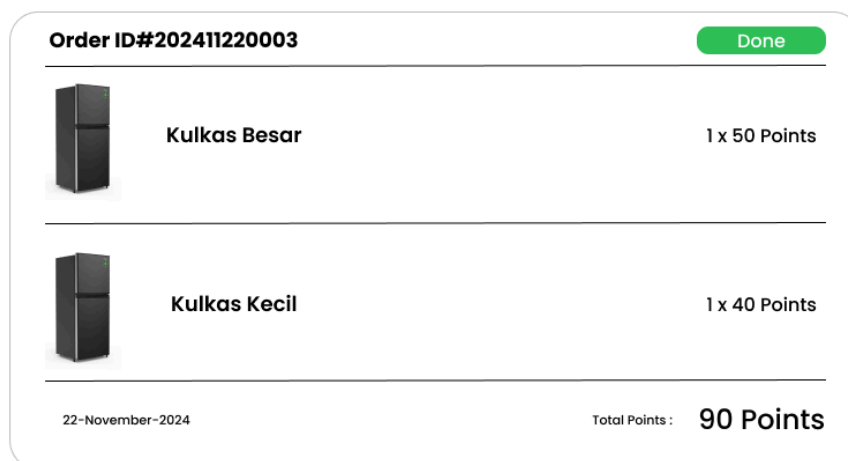 Order ID#202411220003 Done
Kulkas Besar 1 x 50 Points
Kulkas Kecil 1 x 40 Points
22-November-2024 Total Points : 90 Points